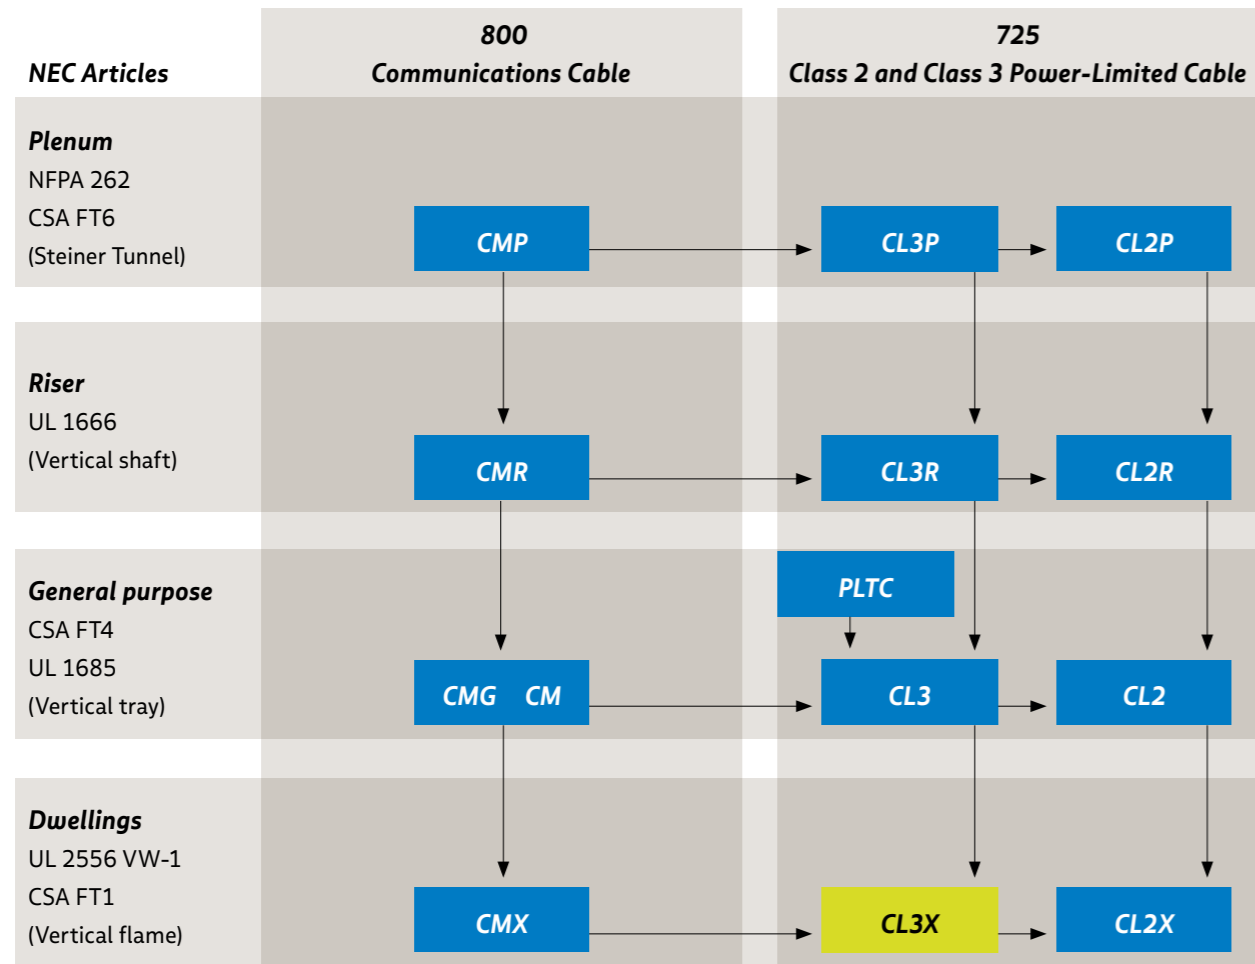 NEC Articles
800
Communications Cable
725
Class 2 and Class 3 Power-Limited Cable
Plenum
NFPA 262
CSA FT6
(Steiner Tunnel)
CMP
CL3P
CL2P
Riser
UL 1666
(Vertical shaft)
CMR
CL3R
CL2R
General purpose
CSA FT4
UL 1685
(Vertical tray)
PLTC
CMG CM
CL3
CL2
Dwellings
UL 2556 VW-1
CSA FT1
(Vertical flame)
CMX
CL3X
CL2X